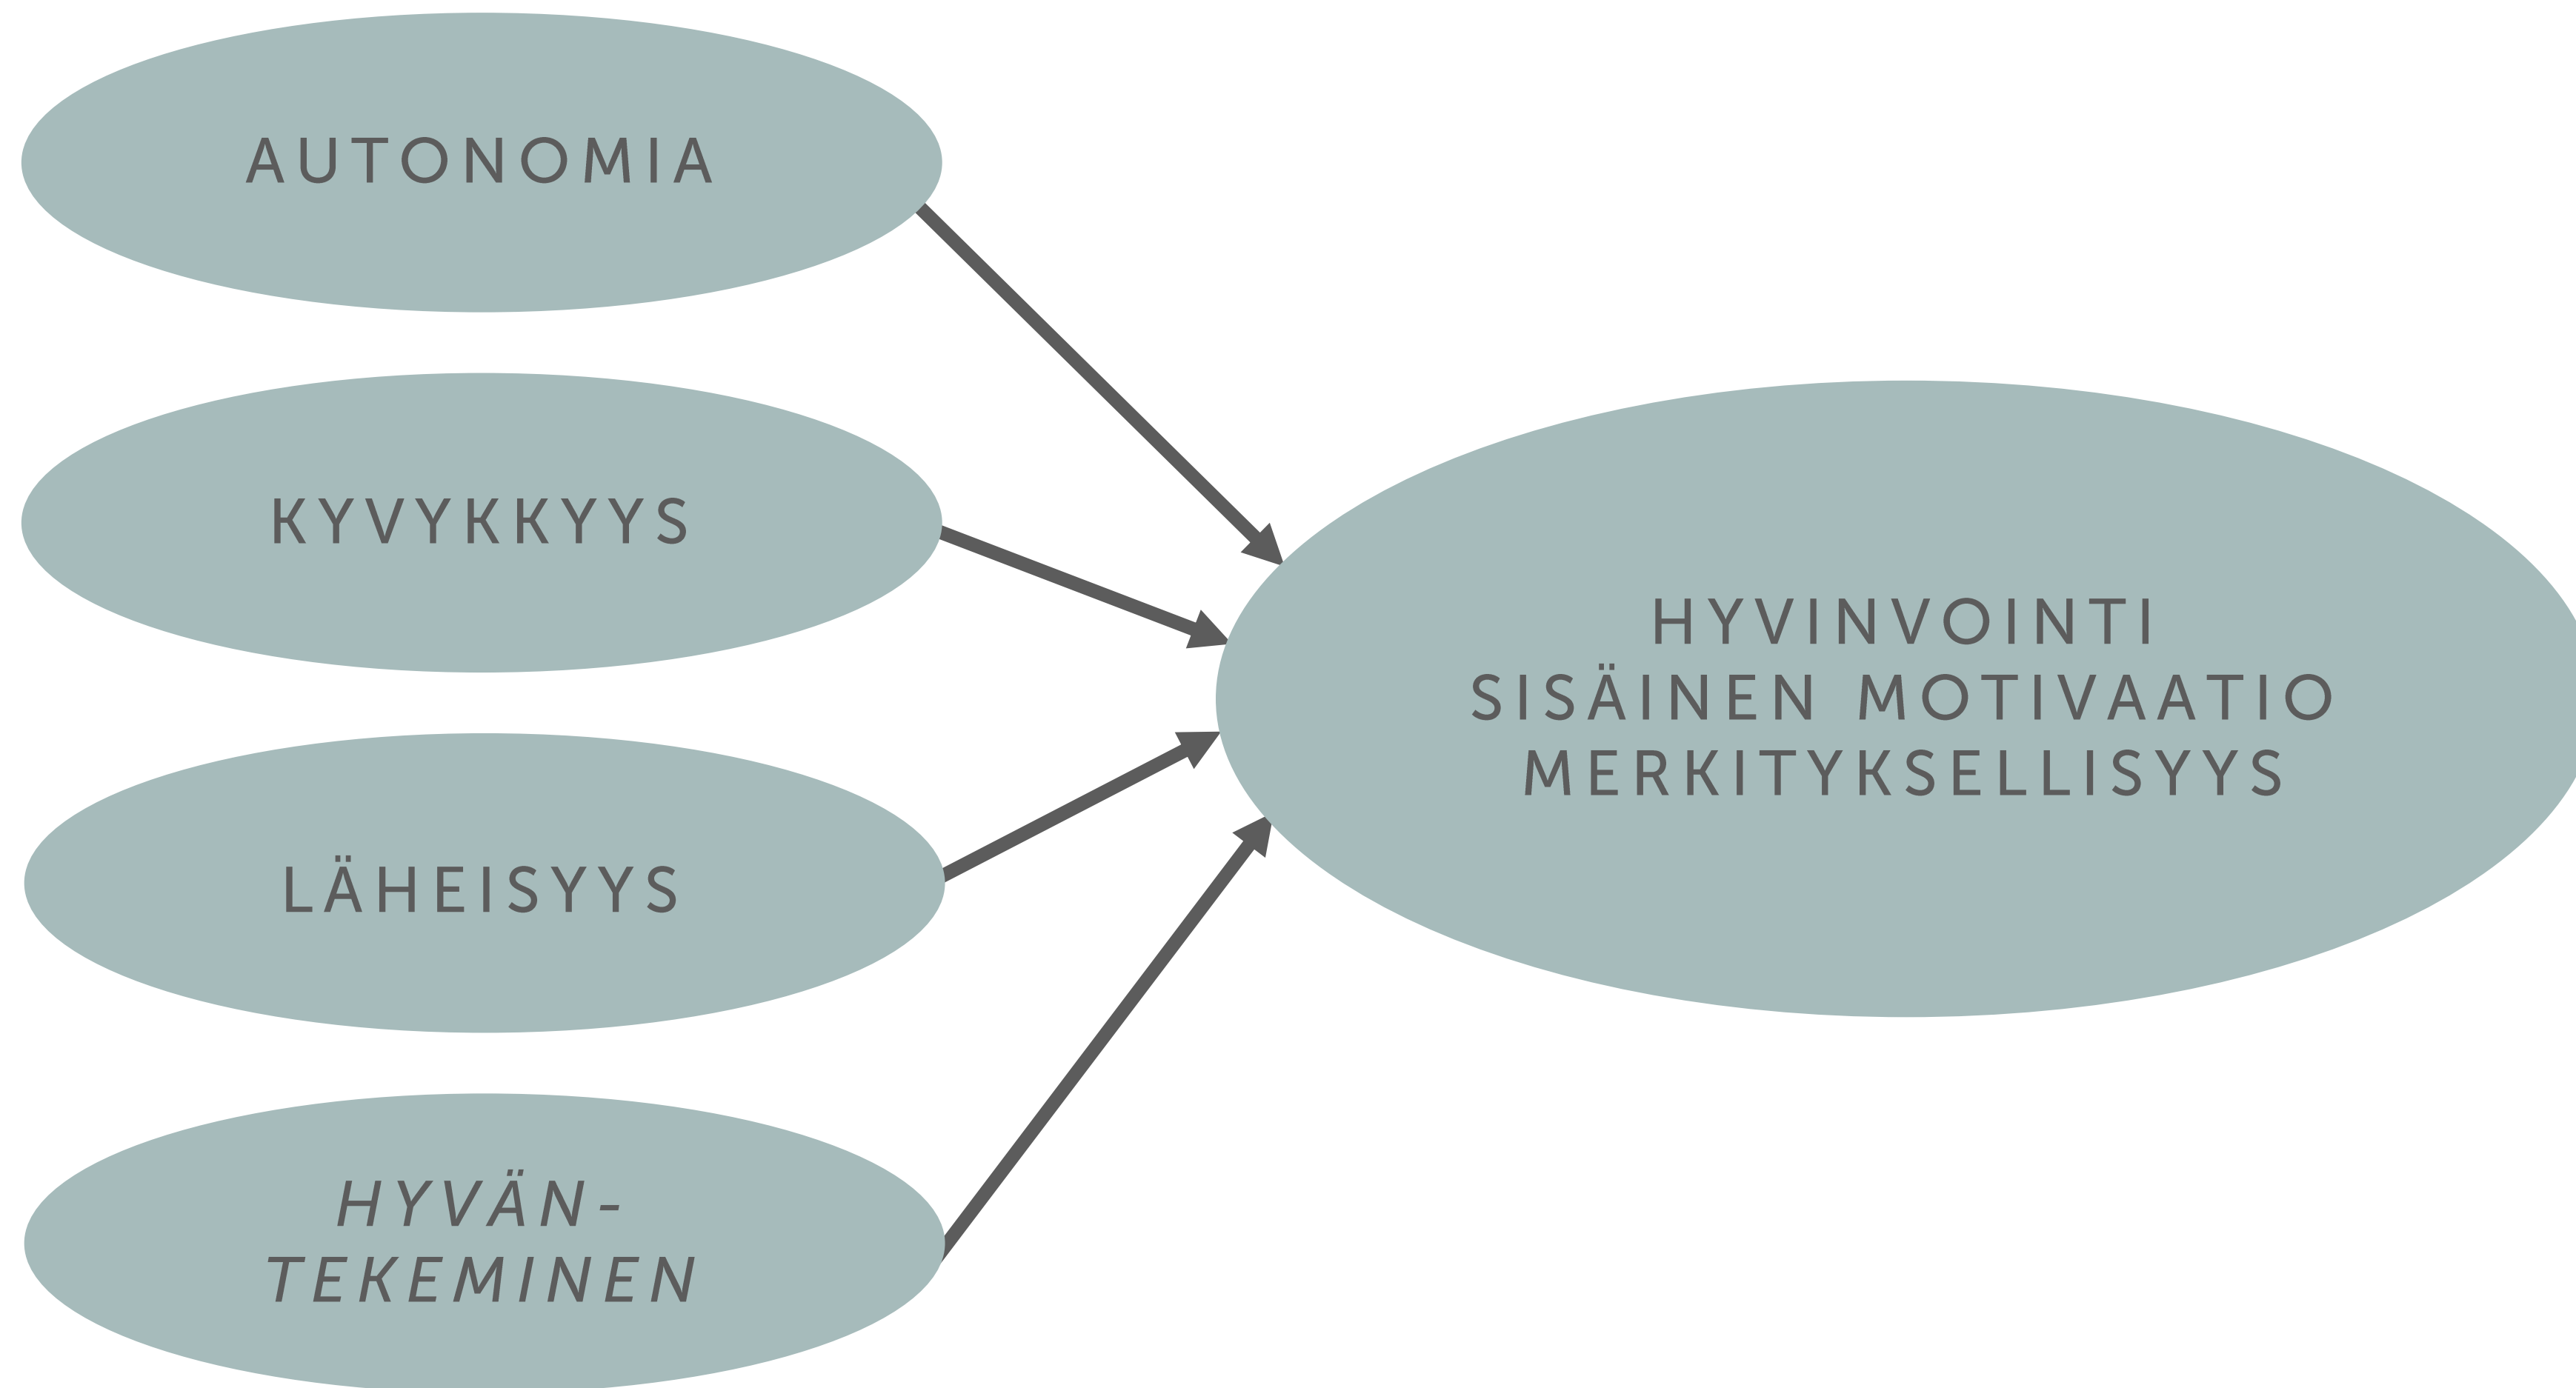 AUTONOMIA
KYVYKKYYS
LÄHEISYYS
HYVÄN-
TEKEMINEN
HYVINVOINTI
SISÄINEN MOTIVAATIO
MERKITYKSELLISYYS